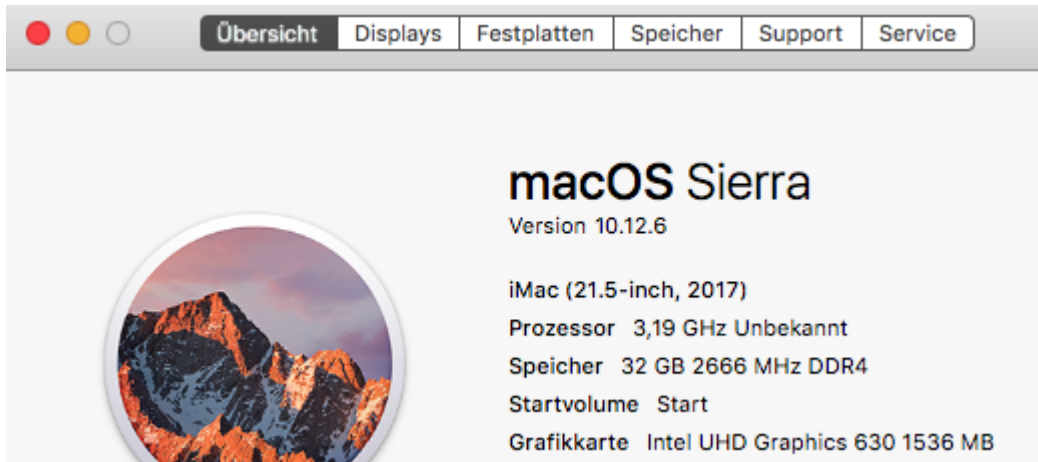 Übersicht Displays Festplatten Speicher Support Service
macOS Sierra
Version 10.12.6
iMac (21.5-inch, 2017)
Prozessor 3,19 GHz Unbekannt
Speicher 32 GB 2666 MHz DDR4
Startvolume Start
Grafikkarte Intel UHD Graphics 630 1536 MB